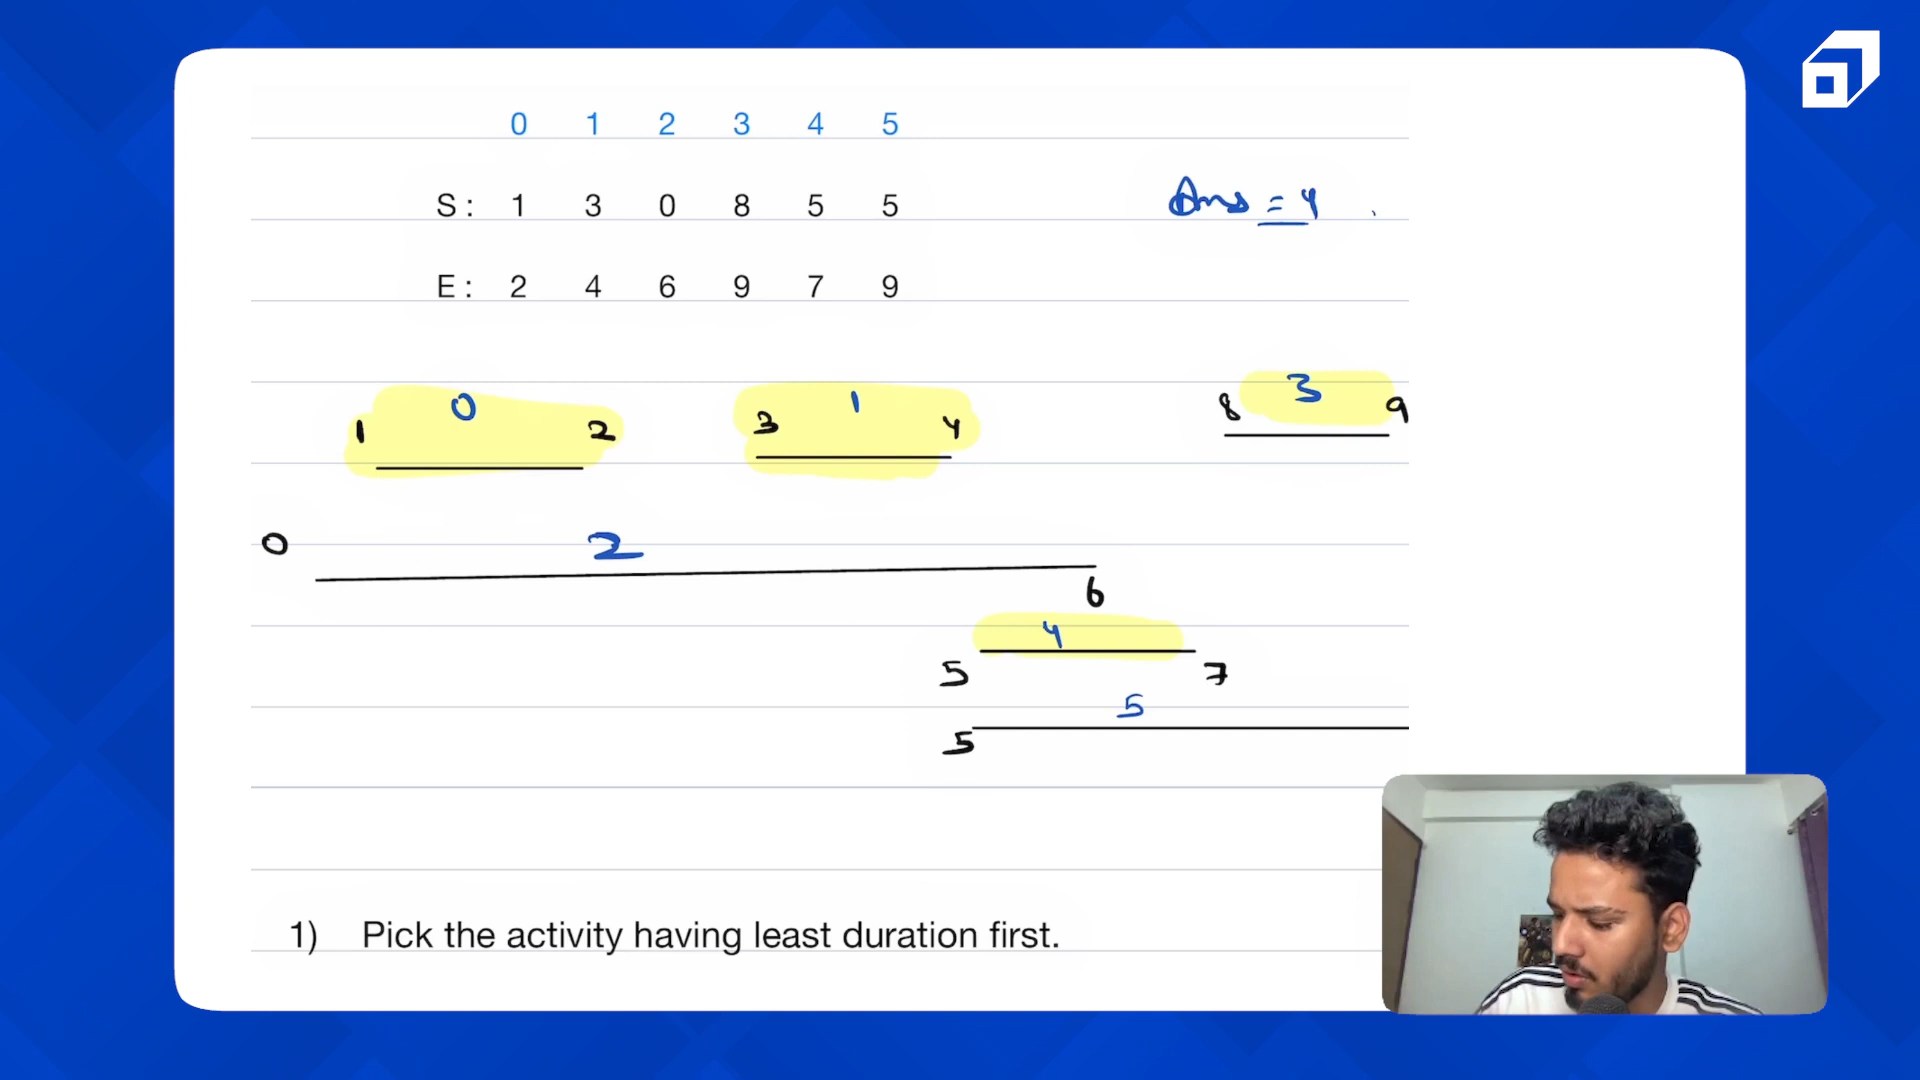 0 1 2 3 4 5
S: 1 3 0 8 5 5
Ans = 4
E: 2 4 6 9 7 9
0 1 3
1 2 3 4 8 9
0 2
6
4
5 7
5
5
1) Pick the activity having least duration first.